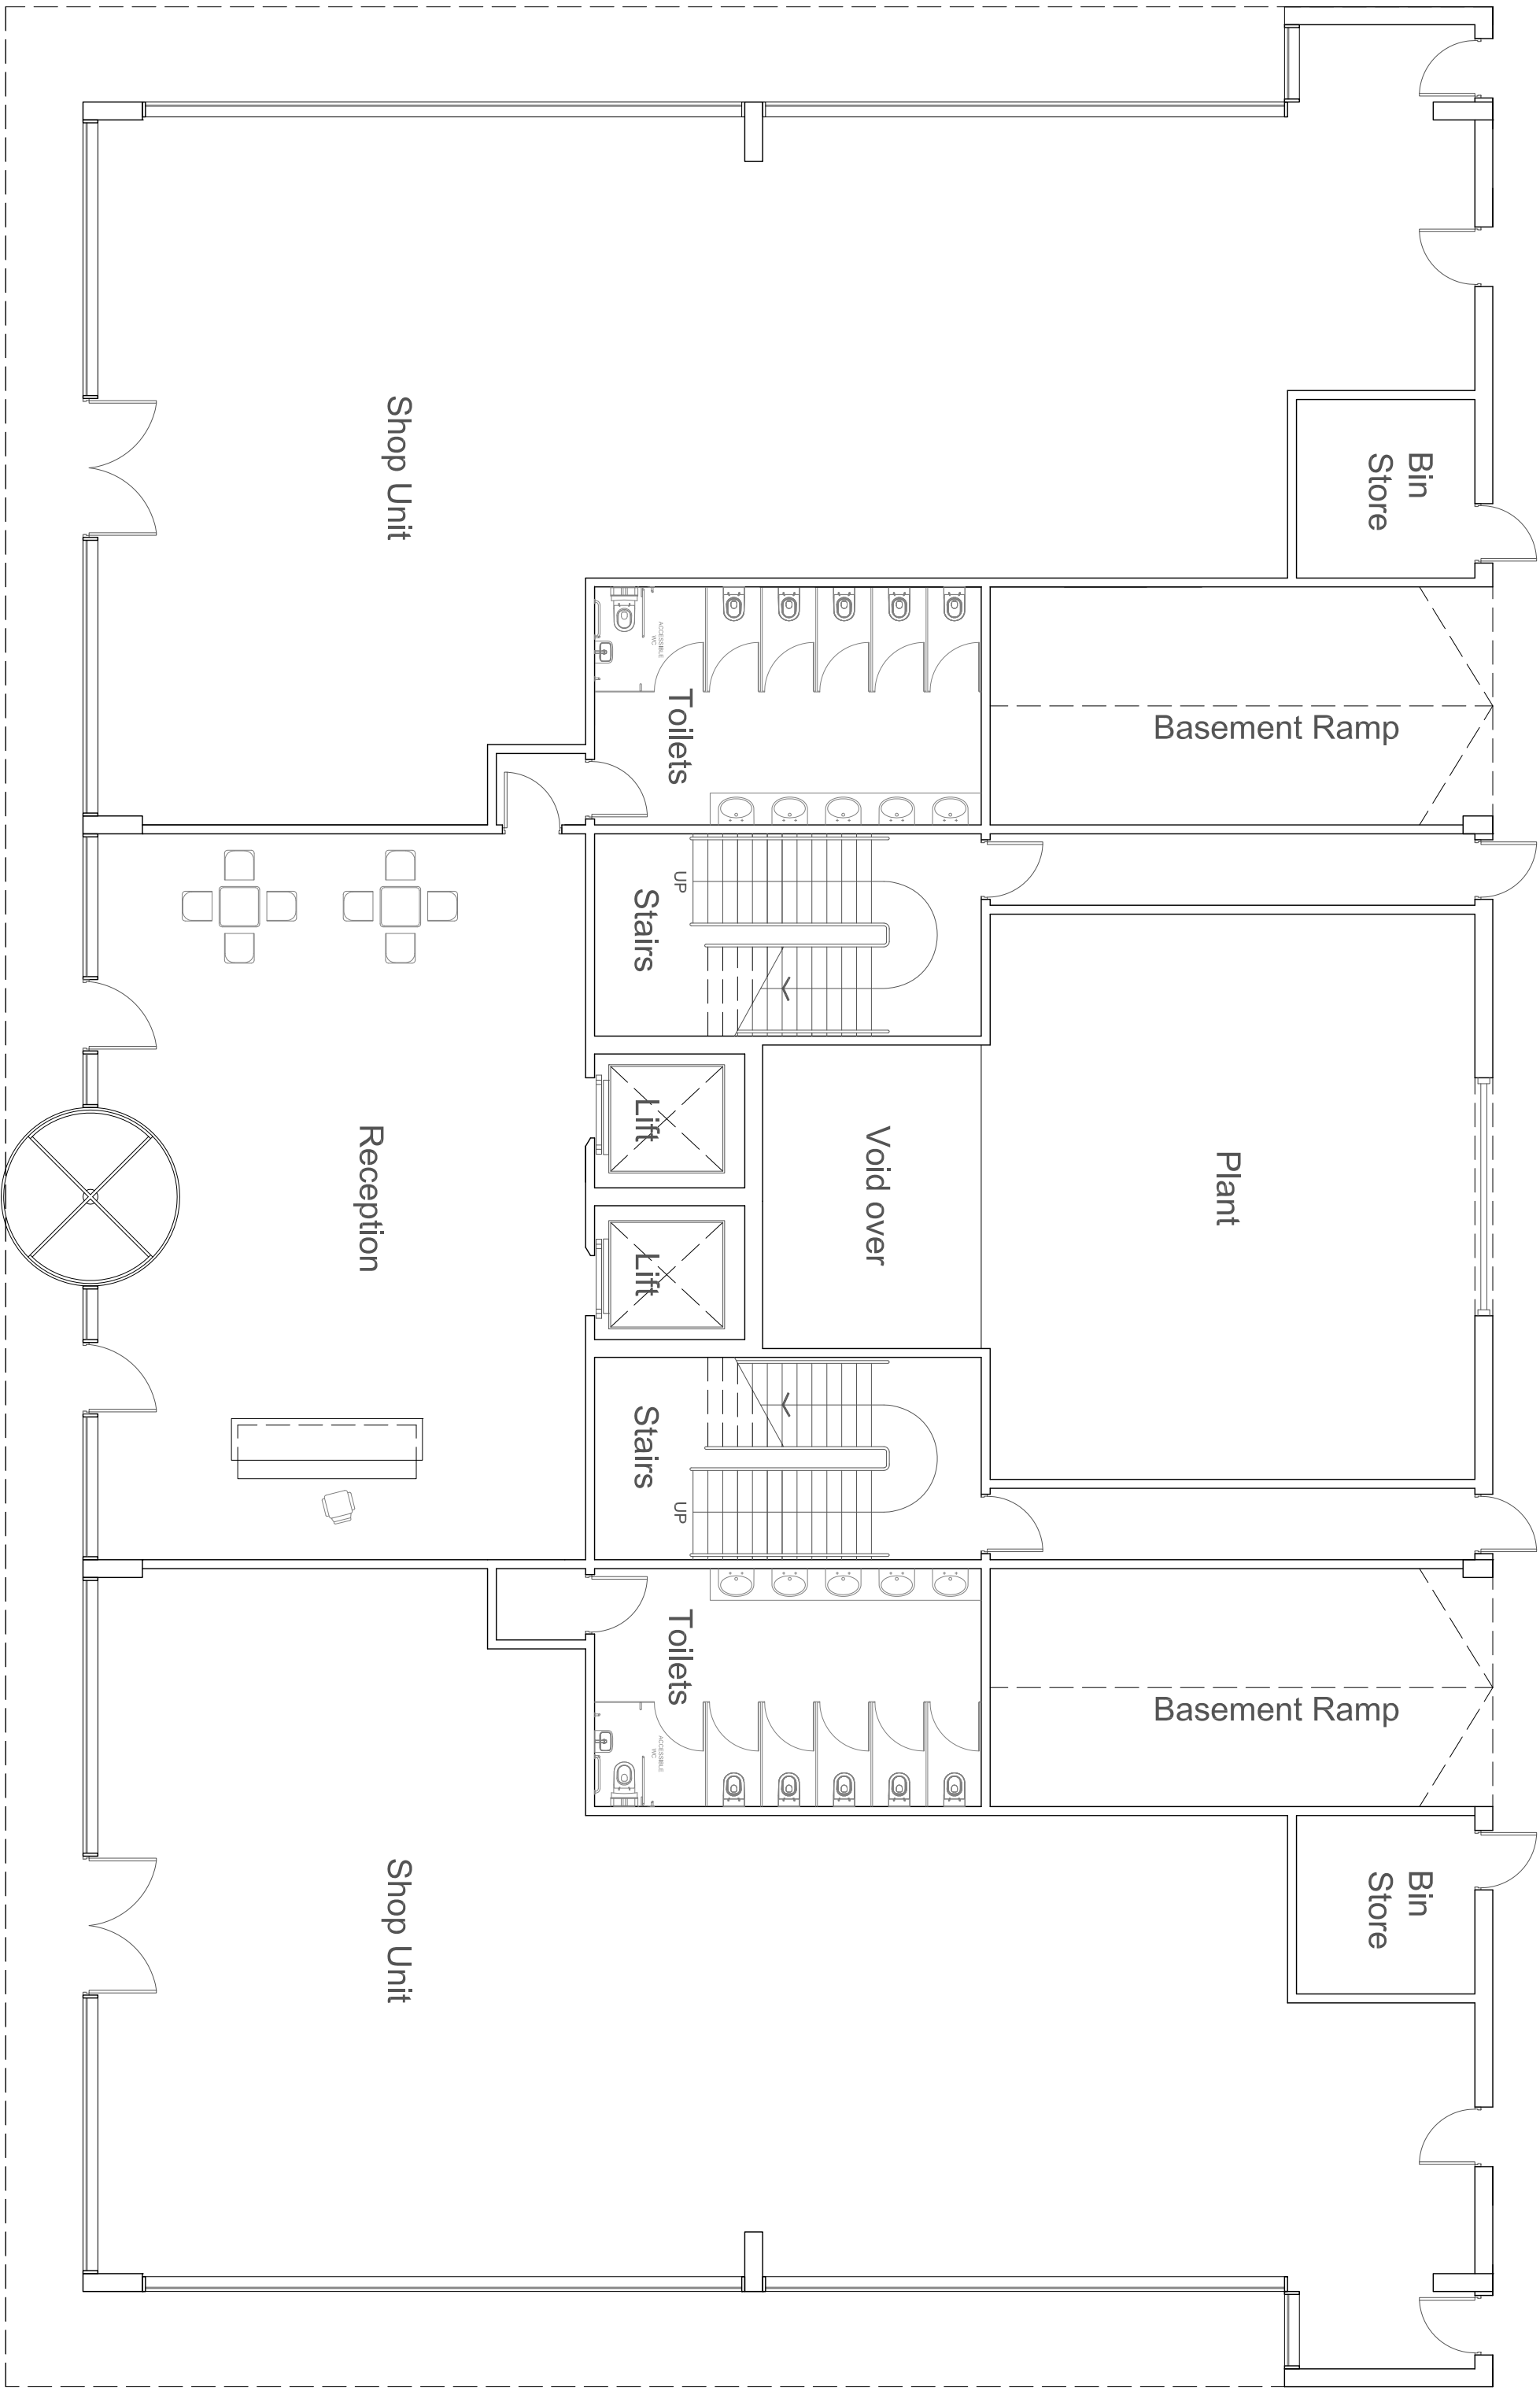 Shop Unit
Bin
Store
ACCESSIBLE
WC
Toilets
Basement Ramp
UP
Stairs
Lift
Reception
Void over
Plant
Lift
Stairs
UP
Toilets
ACCESSIBLE
WC
Basement Ramp
Shop Unit
Bin
Store